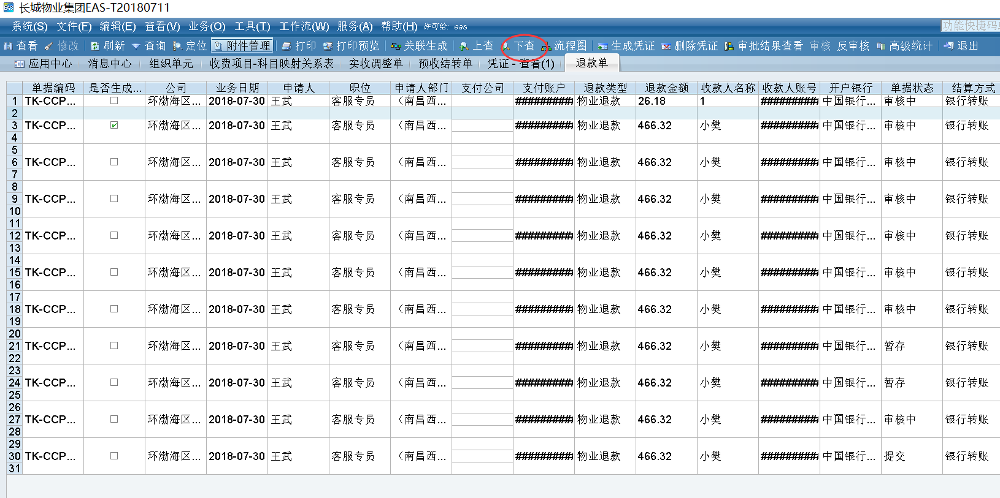 长城物业集团EAS-T20180711
系统(S) 文件(F) 编辑(E) 查看(V) 业务(O) 工具(T) 工作流(W) 服务(A) 帮助(H) 许可给: eas 功能快捷码
查看 修改 刷新 查询 定位 附件管理 打印 打印预览 关联生成 上查 下查 流程图 生成凭证 删除凭证 审批结果查看 审核 反审核 高级统计 退出
应用中心 消息中心 组织单元 收费项目-科目映射关系表 实收调整单 预收结转单 凭证 - 查看(1) 退款单
单据编码 是否生成... 公司 业务日期 申请人 职位 申请人部门 支付公司 支付账户 退款类型 退款金额 收款人名称 收款人账号 开户银行 单据状态 结算方式
1 TK-CCP... 环渤海区... 2018-07-30 王武 客服专员 （南昌西... ######### 物业退款 26.18 1 ######### 中国银行... 审核中 银行转账
2
3 TK-CCP... 环渤海区... 2018-07-30 王武 客服专员 （南昌西... ######### 物业退款 466.32 小樊 ######### 中国银行... 审核中 银行转账
4
5
6 TK-CCP... 环渤海区... 2018-07-30 王武 客服专员 （南昌西... ######### 物业退款 466.32 小樊 ######### 中国银行... 审核中 银行转账
7
8
9 TK-CCP... 环渤海区... 2018-07-30 王武 客服专员 （南昌西... ######### 物业退款 466.32 小樊 ######### 中国银行... 审核中 银行转账
10
11
12 TK-CCP... 环渤海区... 2018-07-30 王武 客服专员 （南昌西... ######### 物业退款 466.32 小樊 ######### 中国银行... 审核中 银行转账
13
14
15 TK-CCP... 环渤海区... 2018-07-30 王武 客服专员 （南昌西... ######### 物业退款 466.32 小樊 ######### 中国银行... 审核中 银行转账
16
17
18 TK-CCP... 环渤海区... 2018-07-30 王武 客服专员 （南昌西... ######### 物业退款 466.32 小樊 ######### 中国银行... 审核中 银行转账
19
20
21 TK-CCP... 环渤海区... 2018-07-30 王武 客服专员 （南昌西... ######### 物业退款 466.32 小樊 ######### 中国银行... 暂存 银行转账
22
23
24 TK-CCP... 环渤海区... 2018-07-30 王武 客服专员 （南昌西... ######### 物业退款 466.32 小樊 ######### 中国银行... 暂存 银行转账
25
26
27 TK-CCP... 环渤海区... 2018-07-30 王武 客服专员 （南昌西... ######### 物业退款 466.32 小樊 ######### 中国银行... 审核中 银行转账
28
29
30 TK-CCP... 环渤海区... 2018-07-30 王武 客服专员 （南昌西... ######### 物业退款 466.32 小樊 ######### 中国银行... 提交 银行转账
31